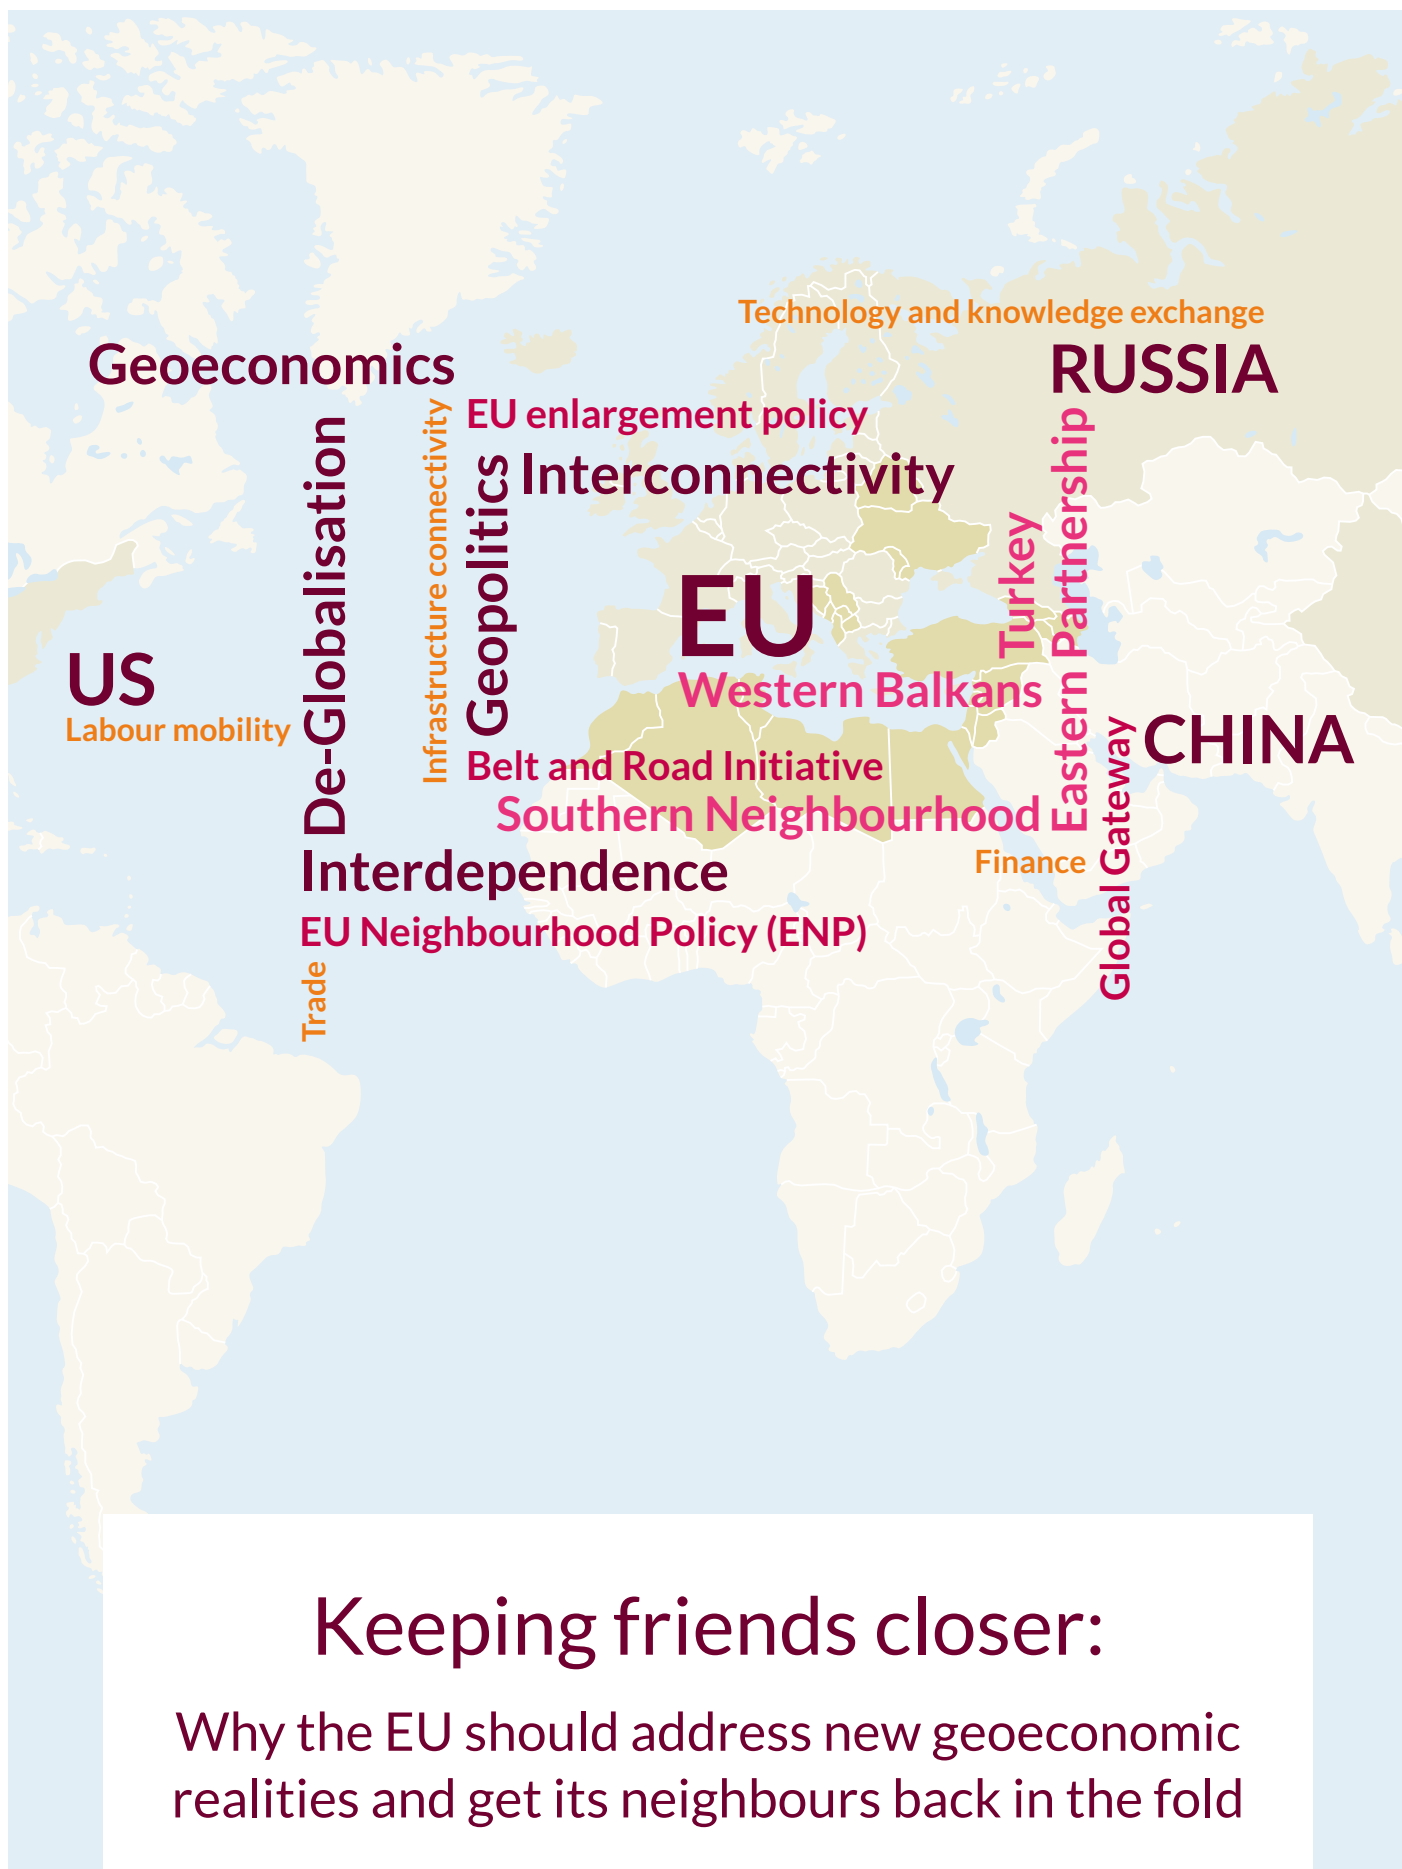 Technology and knowledge exchange
Geoeconomics
RUSSIA
EU enlargement policy
Infrastructure connectivity
Eastern Partnership
De-Globalisation
Interconnectivity
Geopolitics
Turkey
EU
US
Western Balkans
Labour mobility
CHINA
Global Gateway
Belt and Road Initiative
Southern Neighbourhood
Interdependence
Finance
EU Neighbourhood Policy (ENP)
Trade
Keeping friends closer:
Why the EU should address new geoeconomic
realities and get its neighbours back in the fold